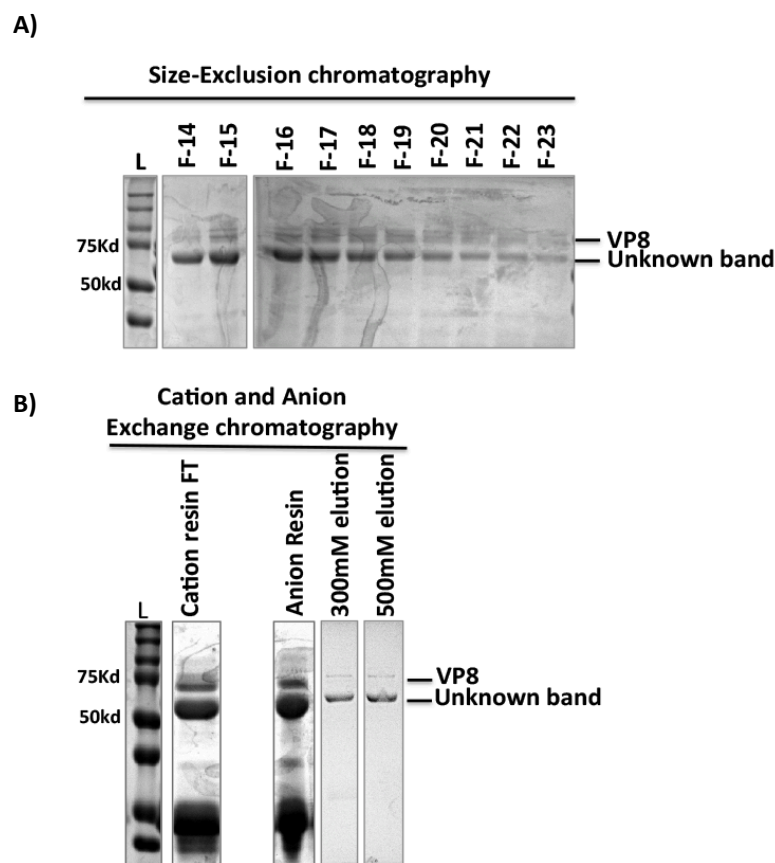 A)
Size-Exclusion chromatography
L
F-14
F-15
F-16
F-17
F-18
F-19
F-20
F-21
F-22
F-23
75Kd
50kd
VP8
Unknown band
B)
Cation and Anion
Exchange chromatography
L
Cation resin FT
Anion Resin
300mM elution
500mM elution
75Kd
50kd
VP8
Unknown band